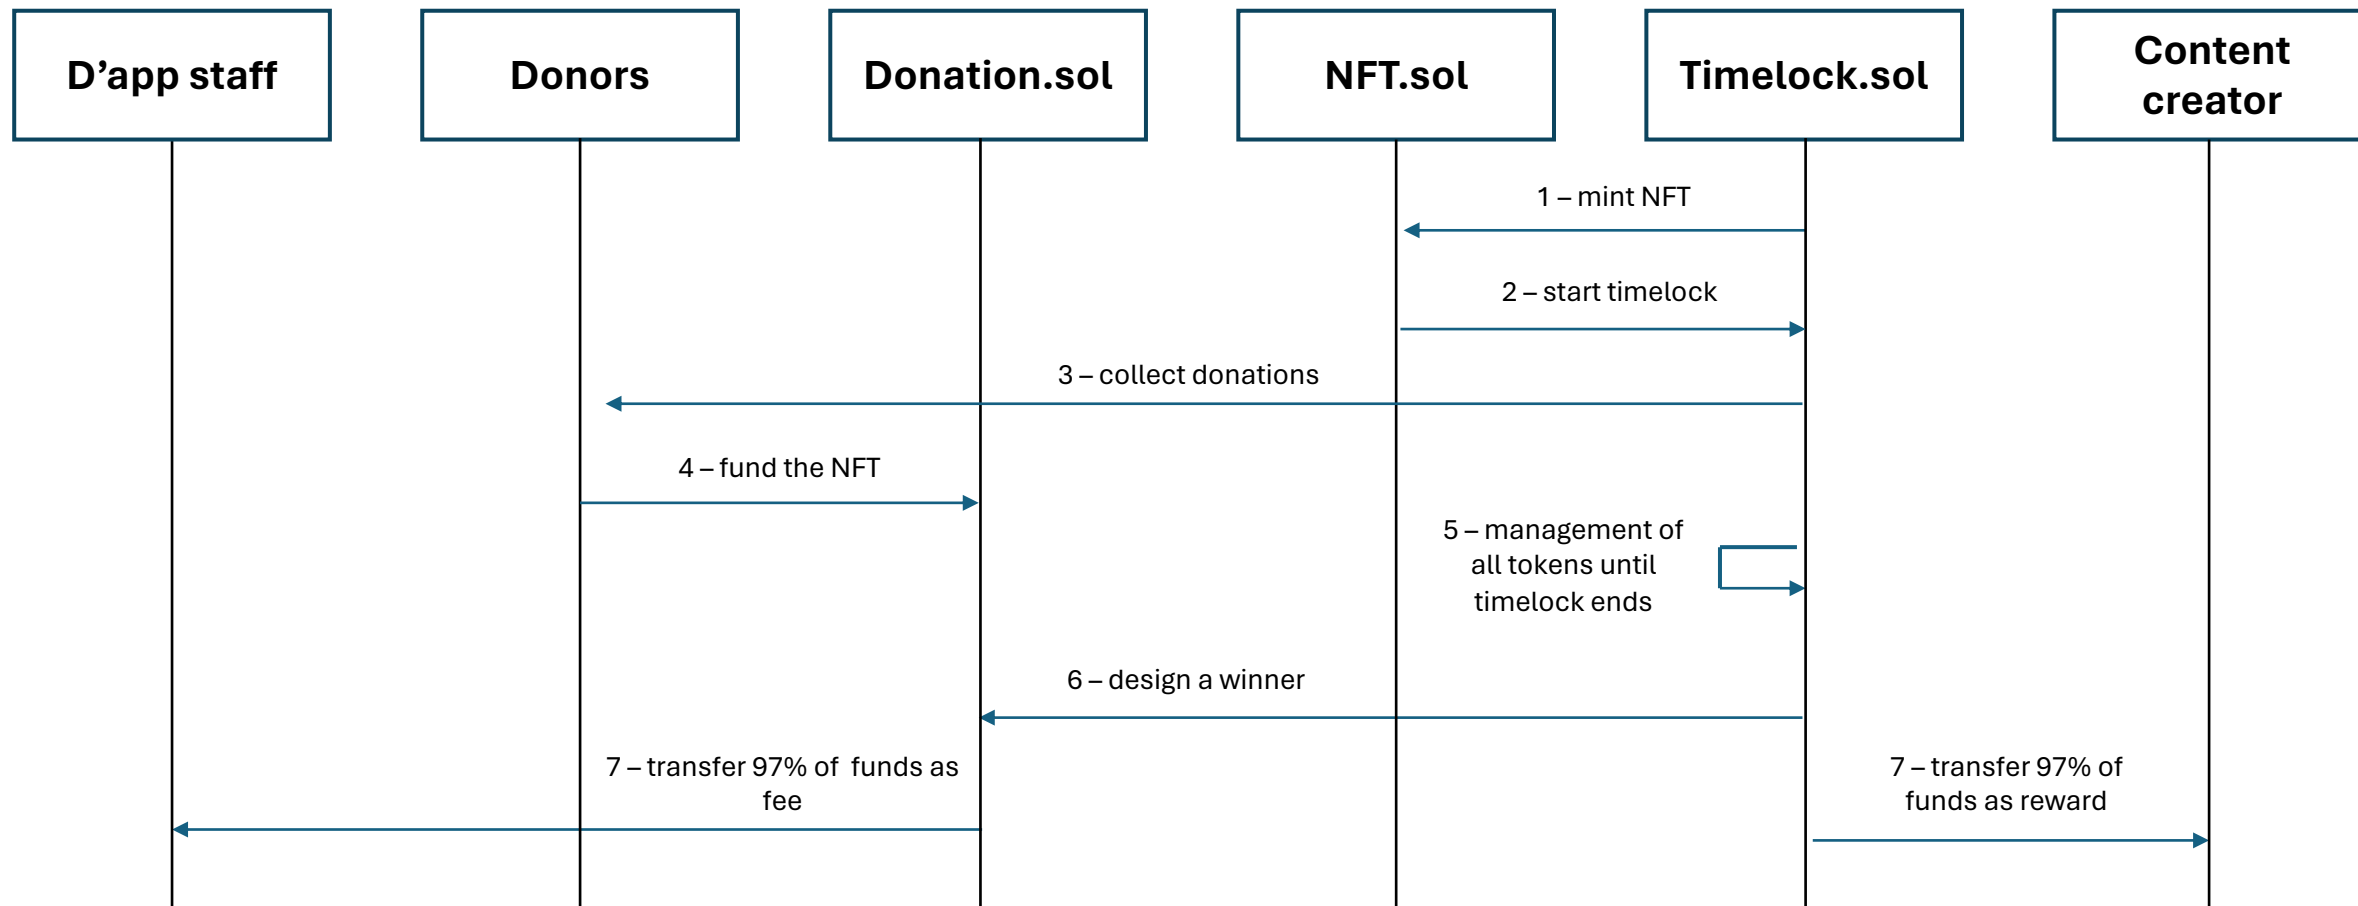 D’app staff
Donors
Donation.sol
NFT.sol
Timelock.sol
Content
creator
1 – mint NFT
2 – start timelock
3 – collect donations
4 – fund the NFT
5 – management of
all tokens until
timelock ends
6 – design a winner
7 – transfer 97% of  funds as
fee
7 – transfer 97% of
funds as reward